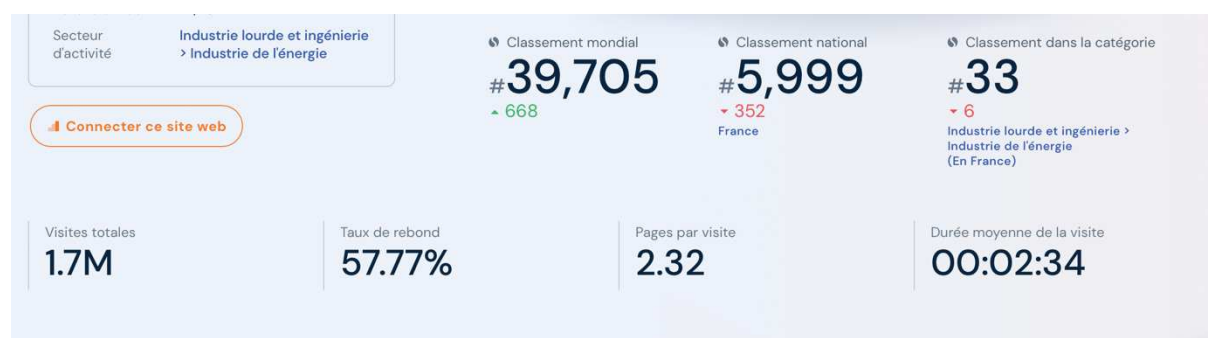 Secteur d'activité
Industrie lourde et ingénierie
> Industrie de l'énergie
Connecter ce site web
Classement mondial
#39,705
668
Classement national
#5,999
352
France
Classement dans la catégorie
#33
6
Industrie lourde et ingénierie >
Industrie de l'énergie
(En France)
Visites totales
1.7M
Taux de rebond
57.77%
Pages par visite
2.32
Durée moyenne de la visite
00:02:34